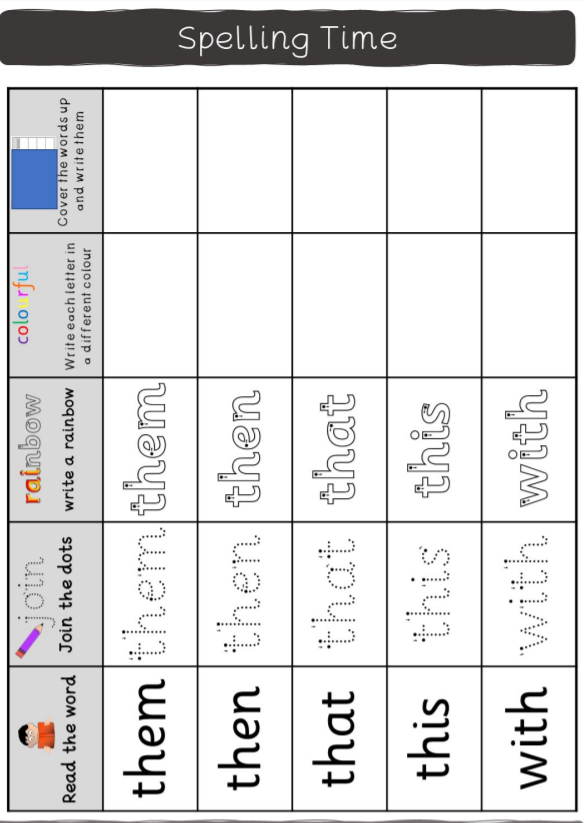 Spelling Time
Read the word
join
Join the dots
rainbow
write a rainbow
colourful
Write each letter in
a different colour
Cover the words up
and write them
them
them
them
then
then
then
that
that
that
this
this
this
with
with
with